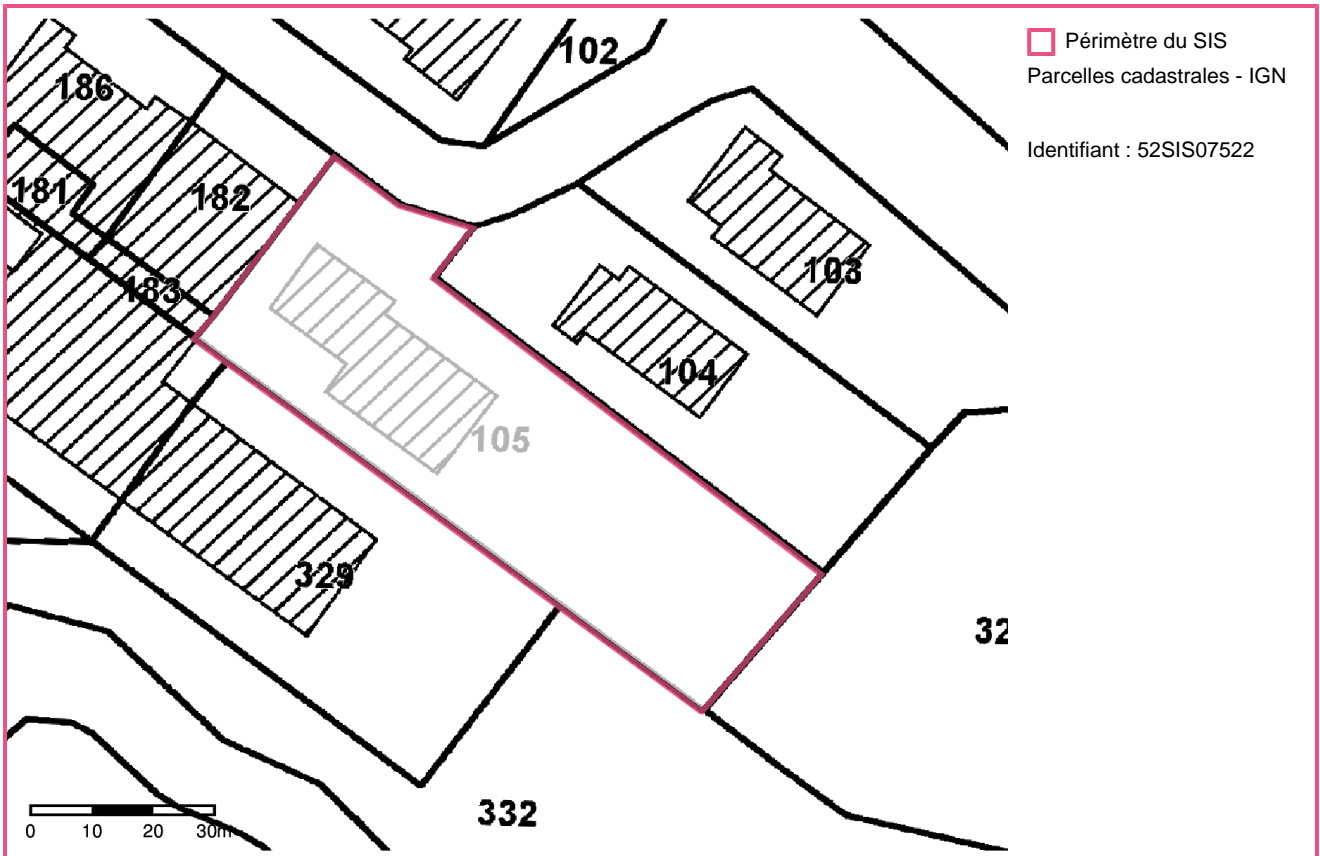 102
186
181
182
183
103
104
105
329
32
332
0 10 20 30m
Périmètre du SIS
Parcelles cadastrales - IGN
Identifiant : 52SIS07522